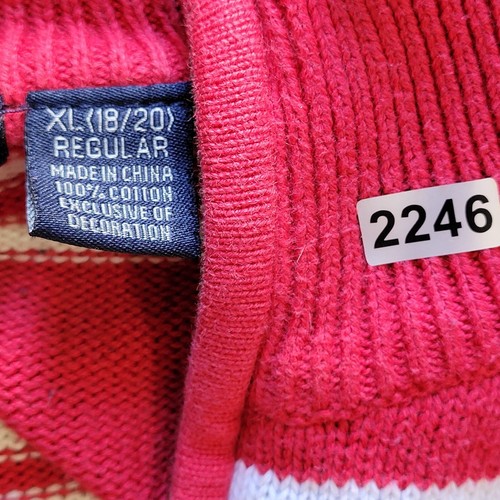 XL (18/20)
REGULAR
MADE IN CHINA
100% COTTON
EXCLUSIVE OF
DECORATION
2246